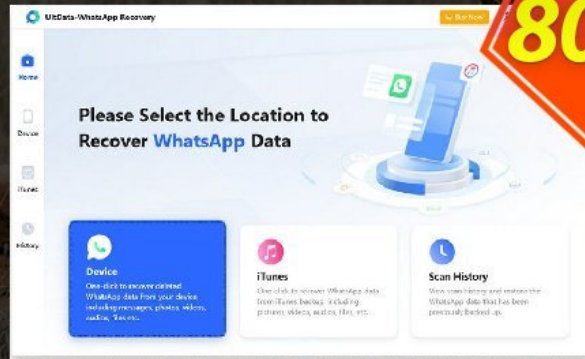 UltData-WhatsApp Recovery
Buy Now
80
Home
Please Select the Location to
Recover WhatsApp Data
Device
iTunes
History
Device
One-click to recover deleted
WhatsApp data from your device,
including messages, photos, videos,
audios, files etc.
iTunes
One-click to recover WhatsApp data
from iTunes backup, including
pictures, videos, audios, files, etc.
Scan History
View scan history and restore the
WhatsApp data that has been
previously backed up.